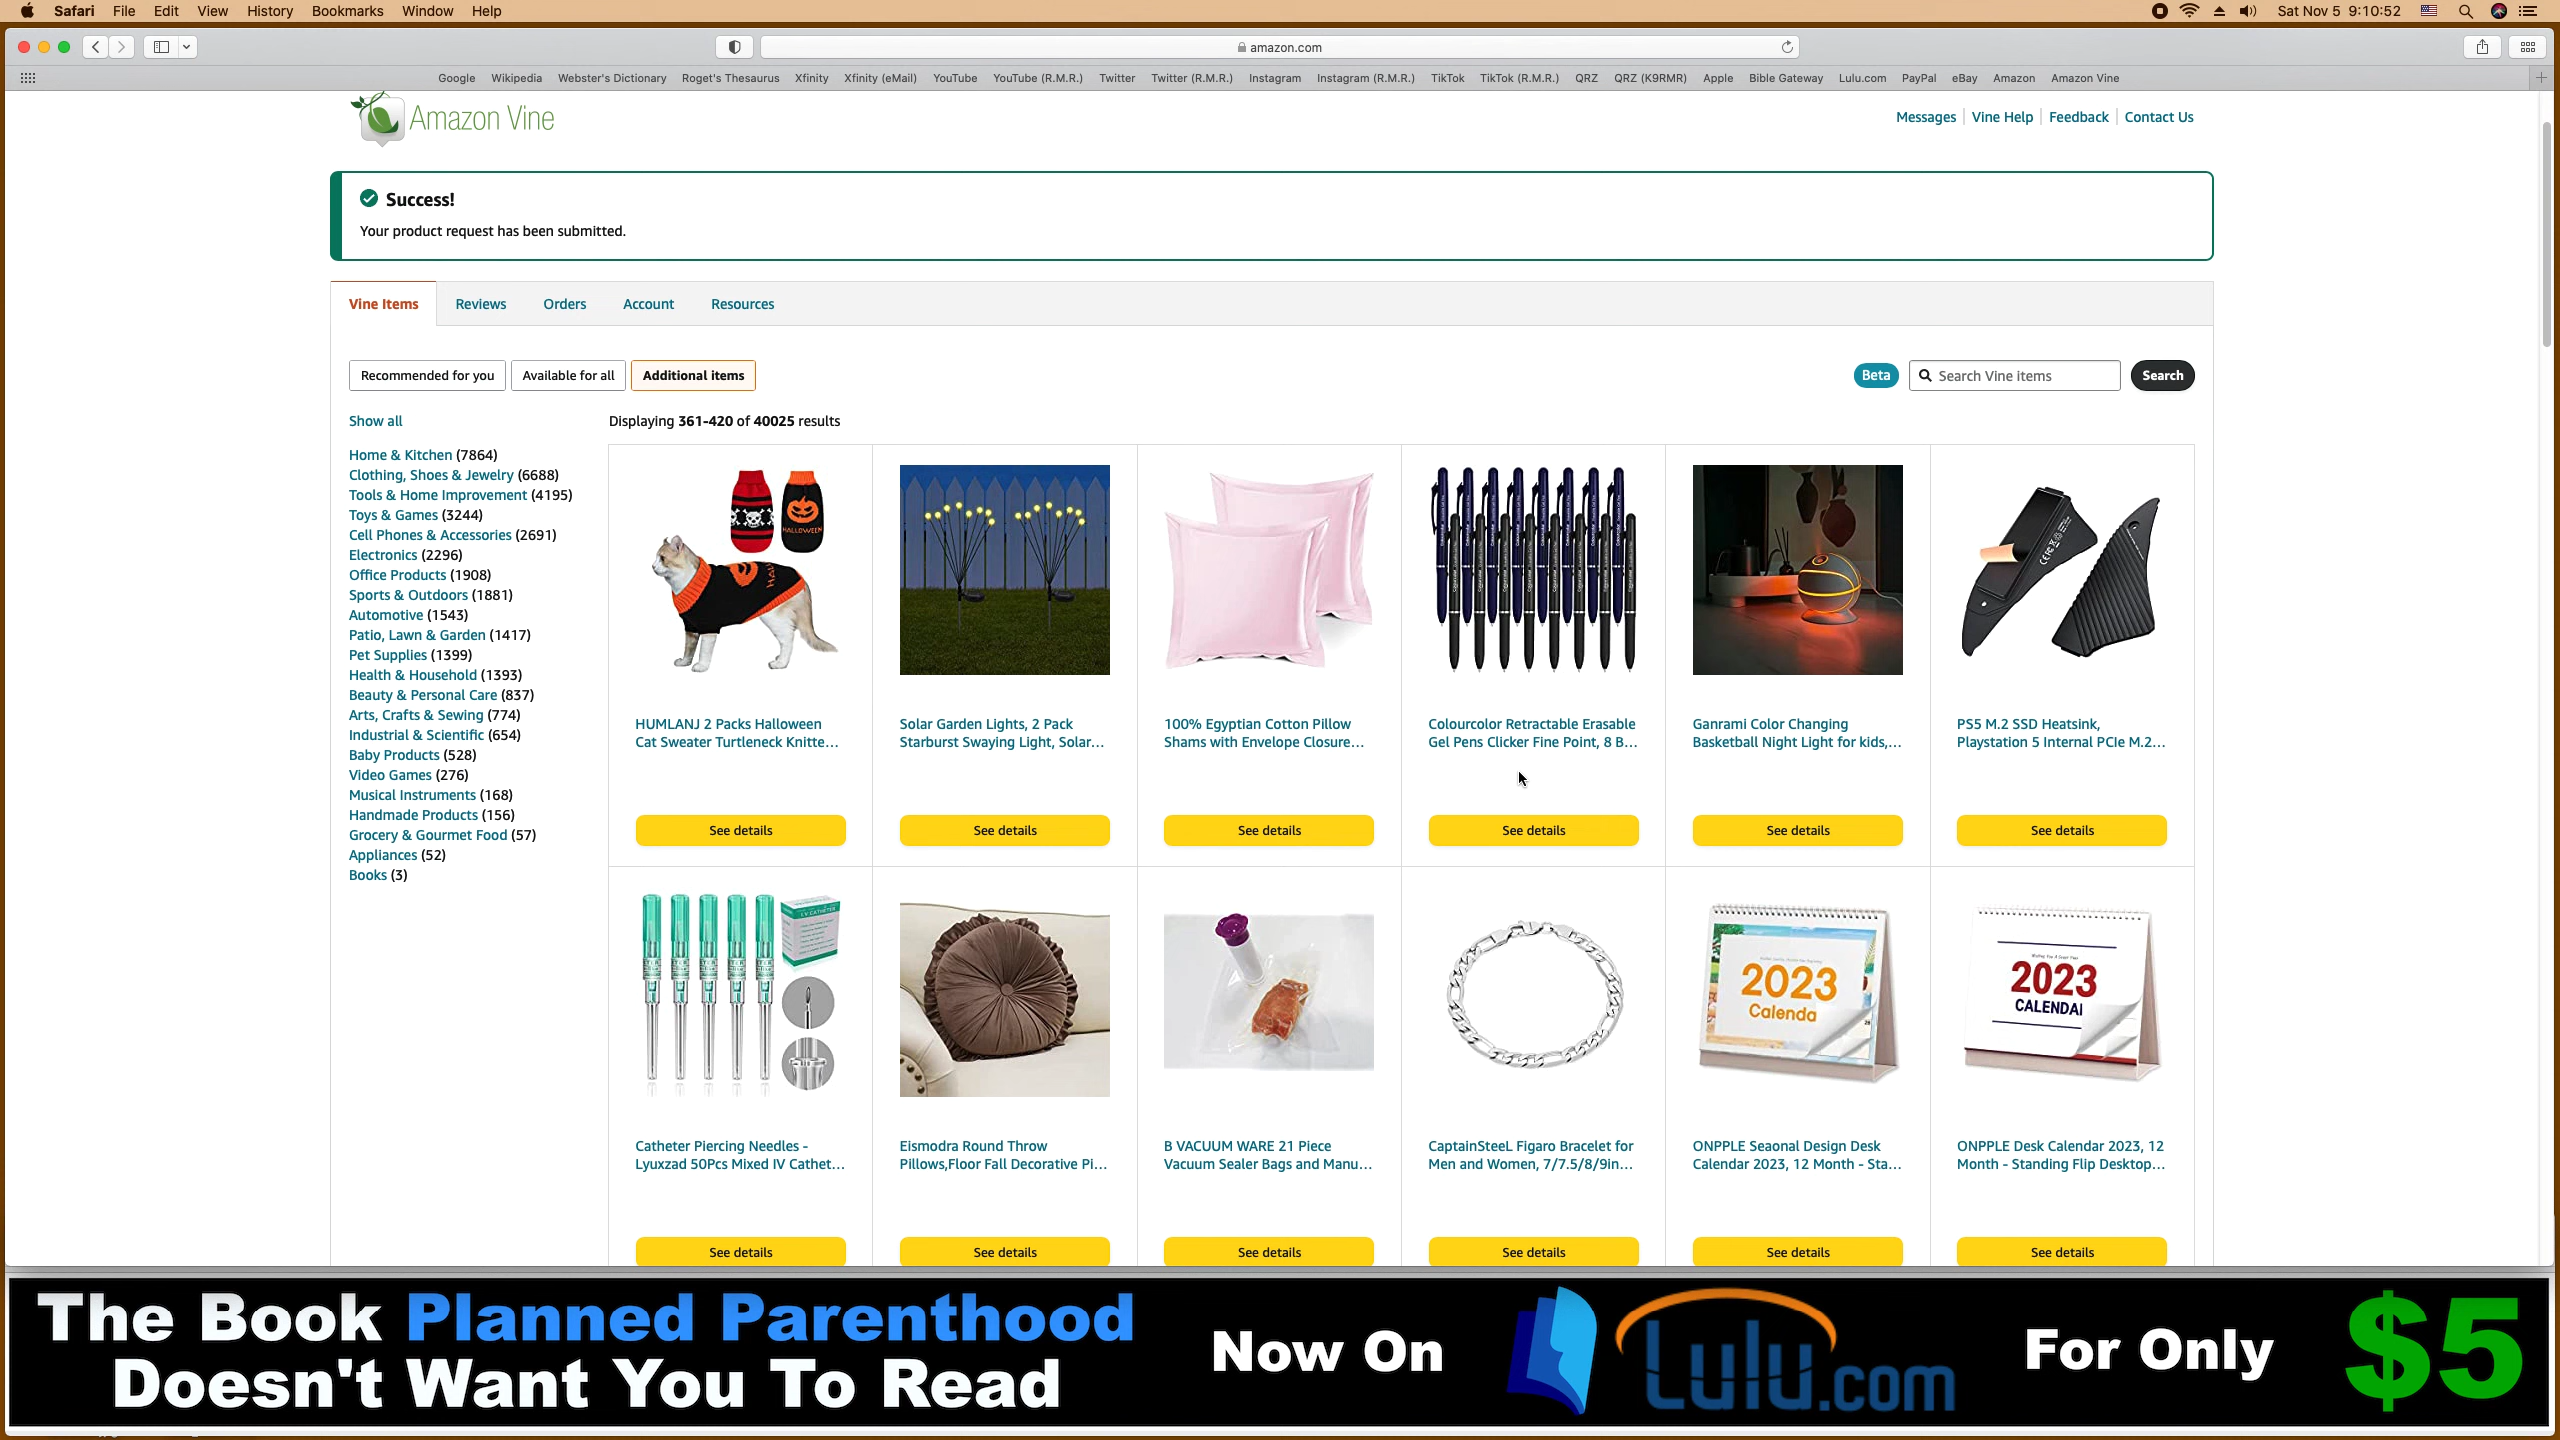 Safari File Edit View History Bookmarks Window Help
Sat Nov 5 9:10:52
amazon.com
Google Wikipedia Webster's Dictionary Roget's Thesaurus Xfinity Xfinity (eMail) YouTube YouTube (R.M.R.) Twitter Twitter (R.M.R.) Instagram Instagram (R.M.R.) TikTok TikTok (R.M.R.) QRZ QRZ (K9RMR) Apple Bible Gateway Lulu.com PayPal eBay Amazon Amazon Vine
Amazon Vine
Messages Vine Help Feedback Contact Us
Success!
Your product request has been submitted.
Vine Items Reviews Orders Account Resources
Recommended for you Available for all Additional items
Beta Search Vine items Search
Show all
Displaying 361-420 of 40025 results
Home & Kitchen (7864)
Clothing, Shoes & Jewelry (6688)
Tools & Home Improvement (4195)
Toys & Games (3244)
Cell Phones & Accessories (2691)
Electronics (2296)
Office Products (1908)
Sports & Outdoors (1881)
Automotive (1543)
Patio, Lawn & Garden (1417)
Pet Supplies (1399)
Health & Household (1393)
Beauty & Personal Care (837)
Arts, Crafts & Sewing (774)
Industrial & Scientific (654)
Baby Products (528)
Video Games (276)
Musical Instruments (168)
Handmade Products (156)
Grocery & Gourmet Food (57)
Appliances (52)
Books (3)
HALLOWEEN
HUMLANJ 2 Packs Halloween
Cat Sweater Turtleneck Knitte...
See details
Solar Garden Lights, 2 Pack
Starburst Swaying Light, Solar...
See details
100% Egyptian Cotton Pillow
Shams with Envelope Closure...
See details
Colourcolor Retractable Erasable
Gel Pens Clicker Fine Point, 8 B...
See details
Ganrami Color Changing
Basketball Night Light for kids,...
See details
PS5 M.2 SSD Heatsink,
Playstation 5 Internal PCIe M.2...
See details
I.V. CATHETER
Catheter Piercing Needles -
Lyuxzad 50Pcs Mixed IV Cathet...
See details
Eismodra Round Throw
Pillows,Floor Fall Decorative Pi...
See details
B VACUUM WARE 21 Piece
Vacuum Sealer Bags and Manu...
See details
CaptainSteeL Figaro Bracelet for
Men and Women, 7/7.5/8/9in...
See details
2023
Calenda
ONPPLE Seaonal Design Desk
Calendar 2023, 12 Month - Sta...
See details
2023
CALENDA
ONPPLE Desk Calendar 2023, 12
Month - Standing Flip Desktop...
See details
The Book Planned Parenthood
Doesn't Want You To Read
Now On
Lulu.com
For Only
$5